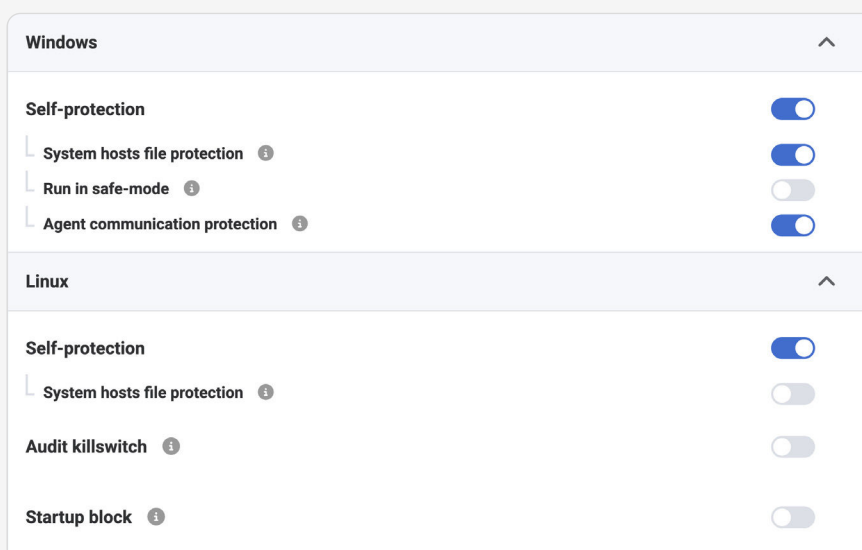 Windows
Self-protection
System hosts file protection
Run in safe-mode
Agent communication protection
Linux
Self-protection
System hosts file protection
Audit killswitch
Startup block